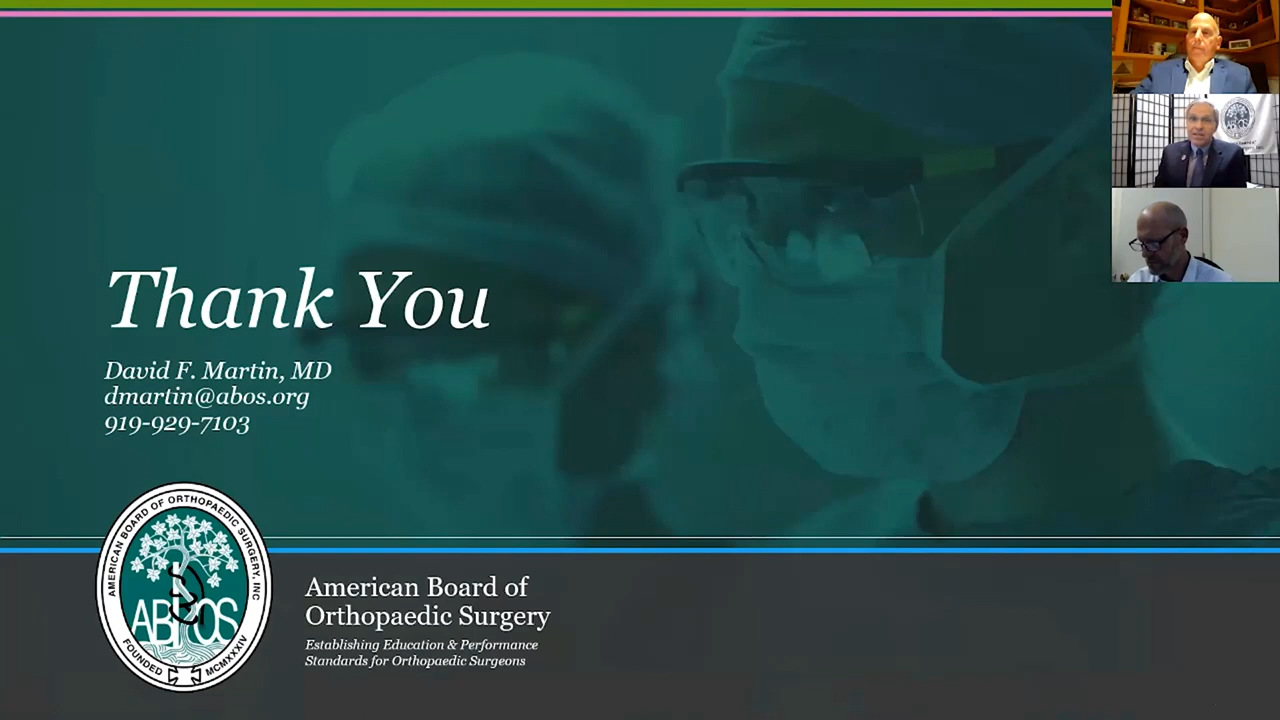 Thank You
David F. Martin, MD
dmartin@abos.org
919-929-7103
AMERICAN BOARD OF ORTHOPAEDIC SURGERY, INC
ABOS
FOUNDED MCMXXXIV
American Board of
Orthopaedic Surgery
Establishing Education & Performance
Standards for Orthopaedic Surgeons
ABOS